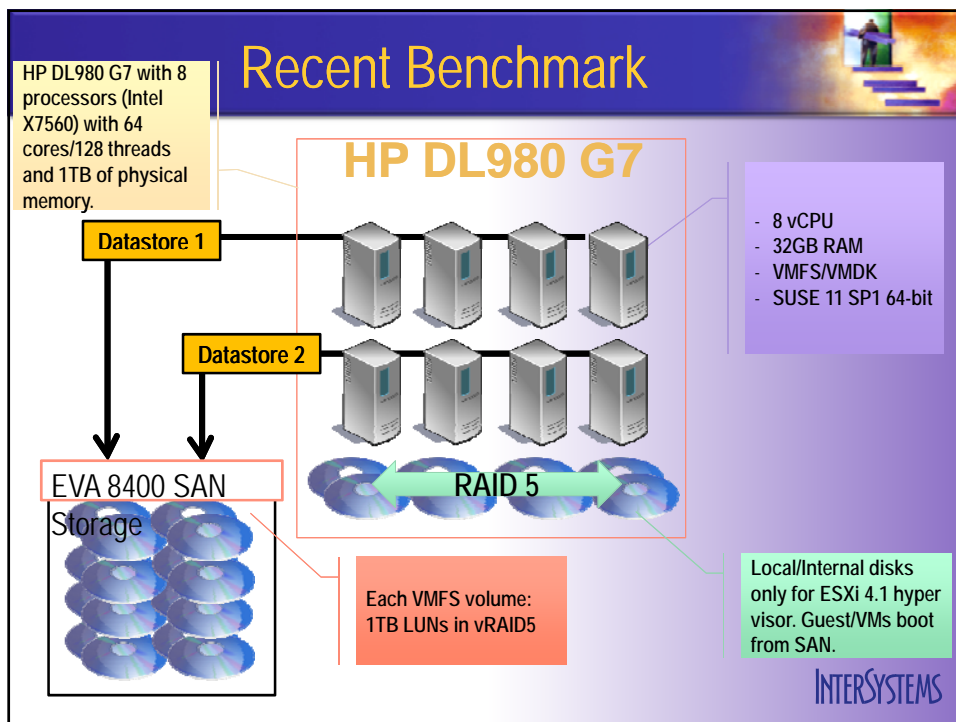 Recent Benchmark
HP DL980 G7 with 8
processors (Intel
X7560) with 64
cores/128 threads
and 1TB of physical
memory.
HP DL980 G7
Datastore 1
- 8 vCPU
- 32GB RAM
- VMFS/VMDK
- SUSE 11 SP1 64-bit
Datastore 2
RAID 5
EVA 8400 SAN
Storage
Each VMFS volume:
1TB LUNs in vRAID5
Local/Internal disks
only for ESXi 4.1 hyper
visor. Guest/VMs boot
from SAN.
INTERSYSTEMS